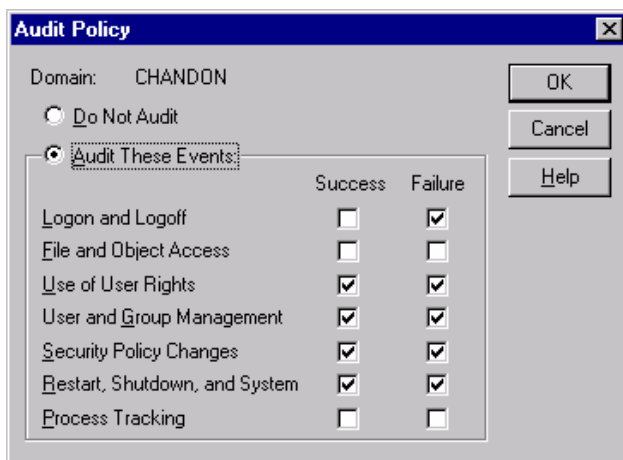 Audit Policy
Domain: CHANDON
Do Not Audit
Audit These Events:
Success Failure
Logon and Logoff
File and Object Access
Use of User Rights
User and Group Management
Security Policy Changes
Restart, Shutdown, and System
Process Tracking
OK
Cancel
Help